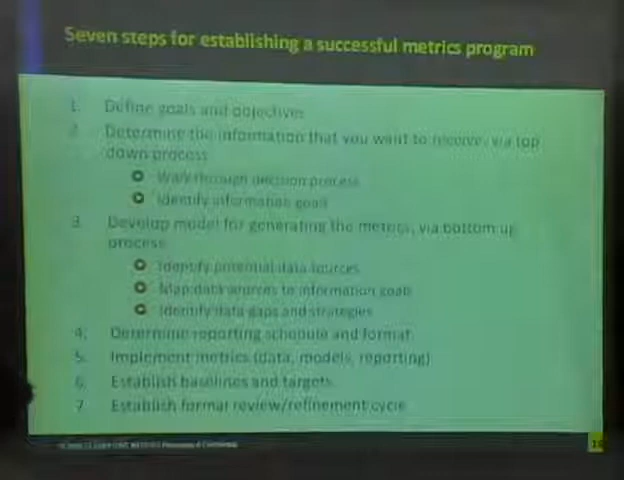 Seven steps for establishing a successful metrics program
1. Define goals and objectives
2. Determine the information that you want to receive, via top
down process
Walk through decision process
Identify information goals
3. Develop model for generating the metrics, via bottom up
process
Identify potential data sources
Map data sources to information goals
Identify data gaps and strategies
4. Determine reporting schedule and format
5. Implement metrics (data, models, reporting)
6. Establish baselines and targets
7. Establish formal review/refinement cycle